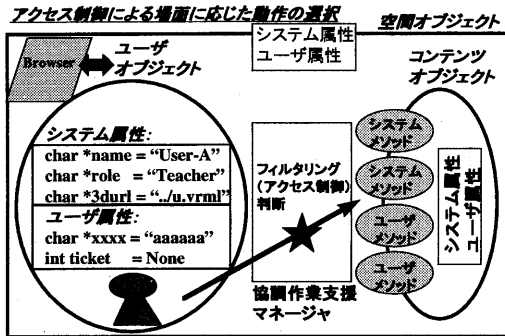 アクセス制御による場面に応じた動作の選択
空間オブジェクト
システム属性
ユーザ属性
Browser
ユーザ
オブジェクト
コンテンツ
オブジェクト
システム属性:
char *name = “User-A”
char *role = “Teacher”
char *3durl = “../u.vrml”
ユーザ属性:
char *xxxx = “aaaaaa”
int ticket = None
フィルタリング
(アクセス制御)
判断
協調作業支援
マネージャ
システム
メソッド
システム
メソッド
ユーザ
メソッド
ユーザ
メソッド
システム属性
ユーザ属性